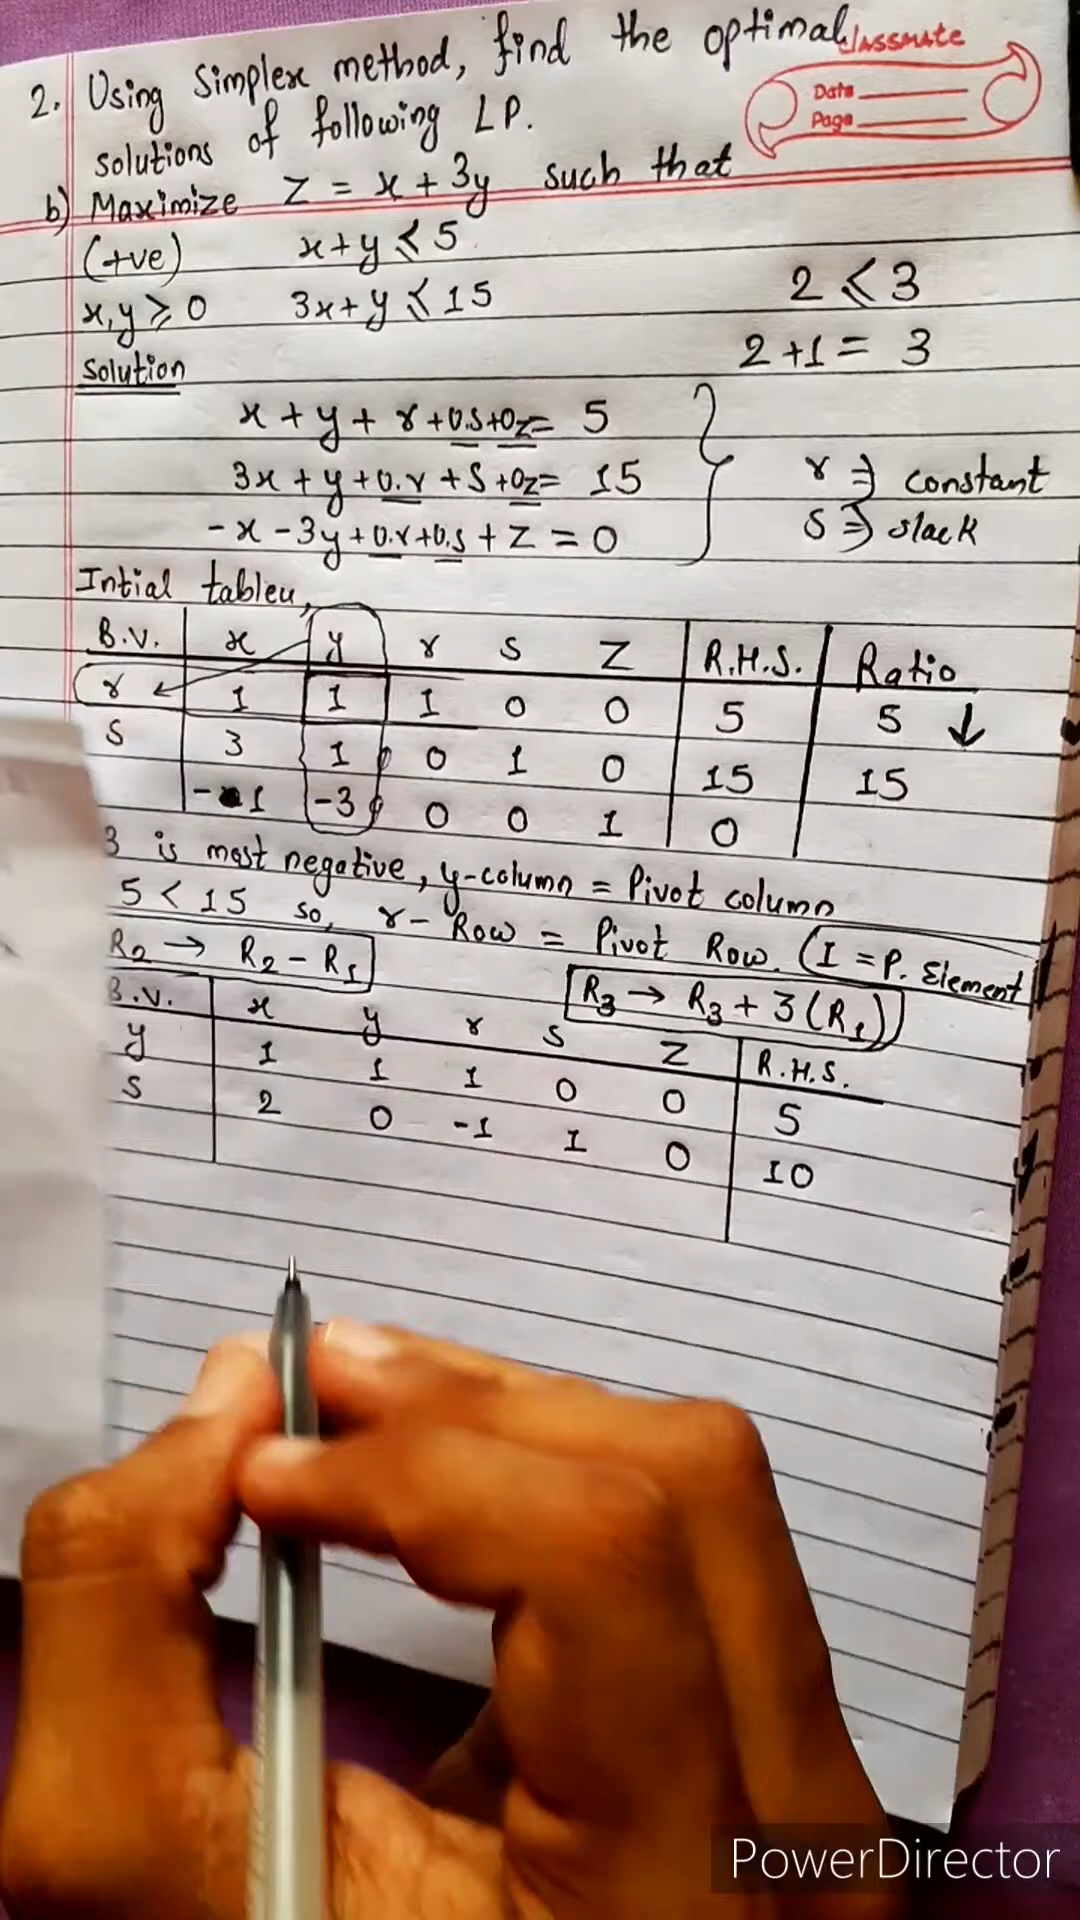 classmate
Date
Page
2. Using Simplex method, find the optimal
solutions of following LP.
b) Maximize Z = x + 3y such that
(+ve) x+y ≤ 5
x,y ≥ 0 3x+y ≤ 15
2 ≤ 3
2+1 = 3
Solution
x + y + r + 0.s + 0z = 5
3x + y + 0.r + s + 0z = 15
-x - 3y + 0.r + 0.s + z = 0
r ⇒ constant
s ⇒ slack
Intial tableu,
B.V. x y r s Z R.H.S. Ratio
r 1 1 1 0 0 5 5
s 3 1 0 1 0 15 15
-1 -3 0 0 1 0
3 is most negative, y-column = Pivot column
5 < 15 so, r-Row = Pivot Row. (1 = P. Element
R2 → R2 - R1 R3 → R3 + 3(R1)
B.V. x y r s Z R.H.S.
y 1 1 1 0 0 5
s 2 0 -1 1 0 10
PowerDirector